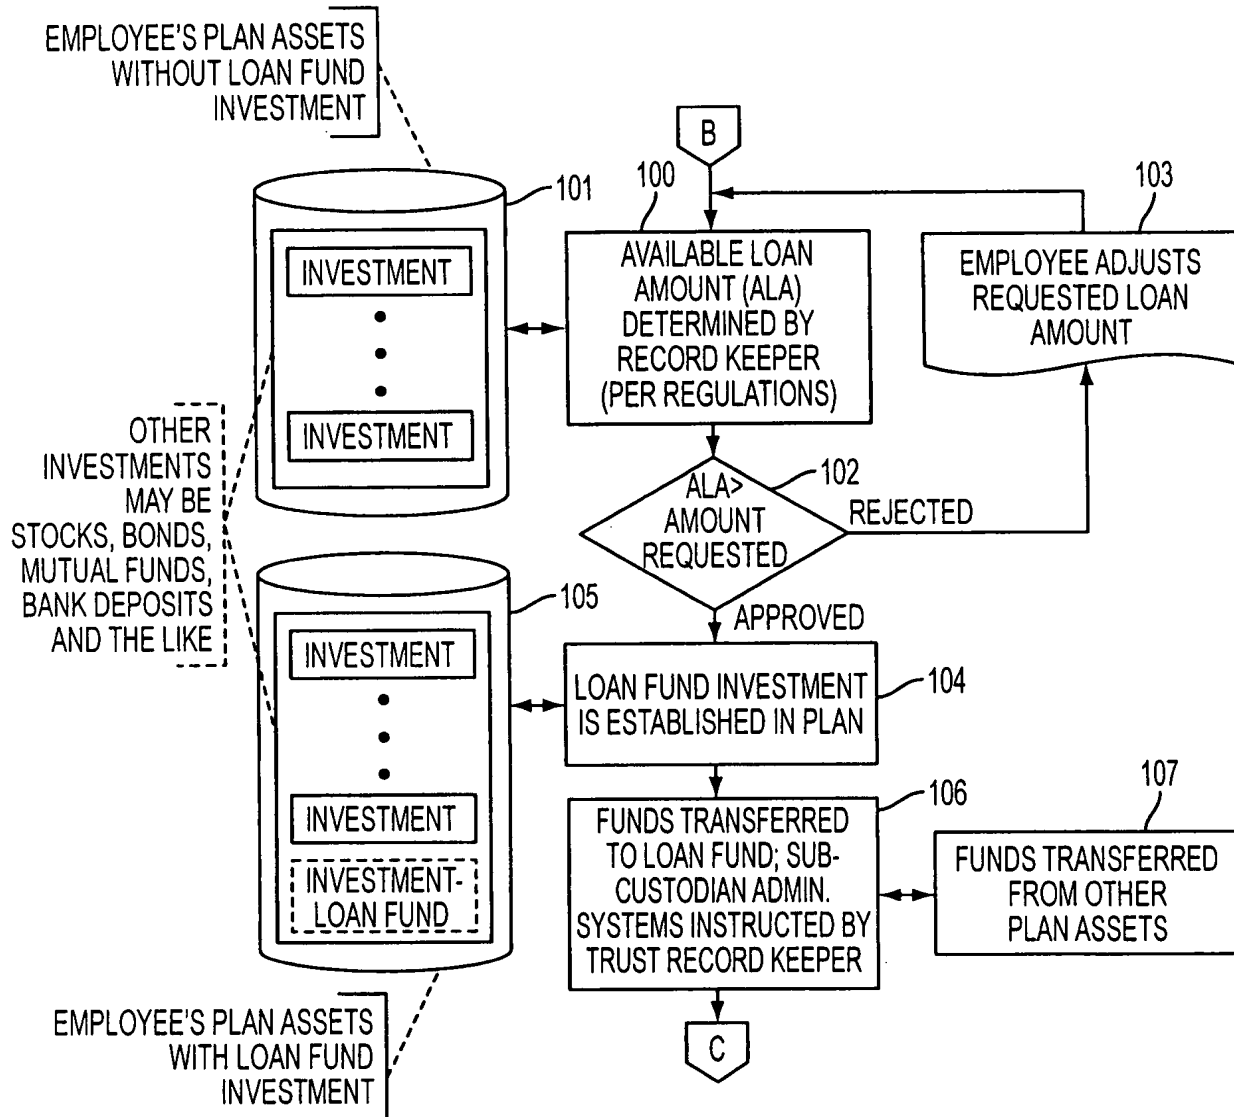 EMPLOYEE'S PLAN ASSETS
WITHOUT LOAN FUND
INVESTMENT
B
101
100
103
INVESTMENT
INVESTMENT
AVAILABLE LOAN
AMOUNT (ALA)
DETERMINED BY
RECORD KEEPER
(PER REGULATIONS)
EMPLOYEE ADJUSTS
REQUESTED LOAN
AMOUNT
OTHER
INVESTMENTS
MAY BE
STOCKS, BONDS,
MUTUAL FUNDS,
BANK DEPOSITS
AND THE LIKE
102
ALA>
AMOUNT
REQUESTED
REJECTED
APPROVED
105
INVESTMENT
INVESTMENT
INVESTMENT-
LOAN FUND
104
LOAN FUND INVESTMENT
IS ESTABLISHED IN PLAN
106
FUNDS TRANSFERRED
TO LOAN FUND; SUB-
CUSTODIAN ADMIN.
SYSTEMS INSTRUCTED BY
TRUST RECORD KEEPER
107
FUNDS TRANSFERRED
FROM OTHER
PLAN ASSETS
C
EMPLOYEE'S PLAN ASSETS
WITH LOAN FUND
INVESTMENT